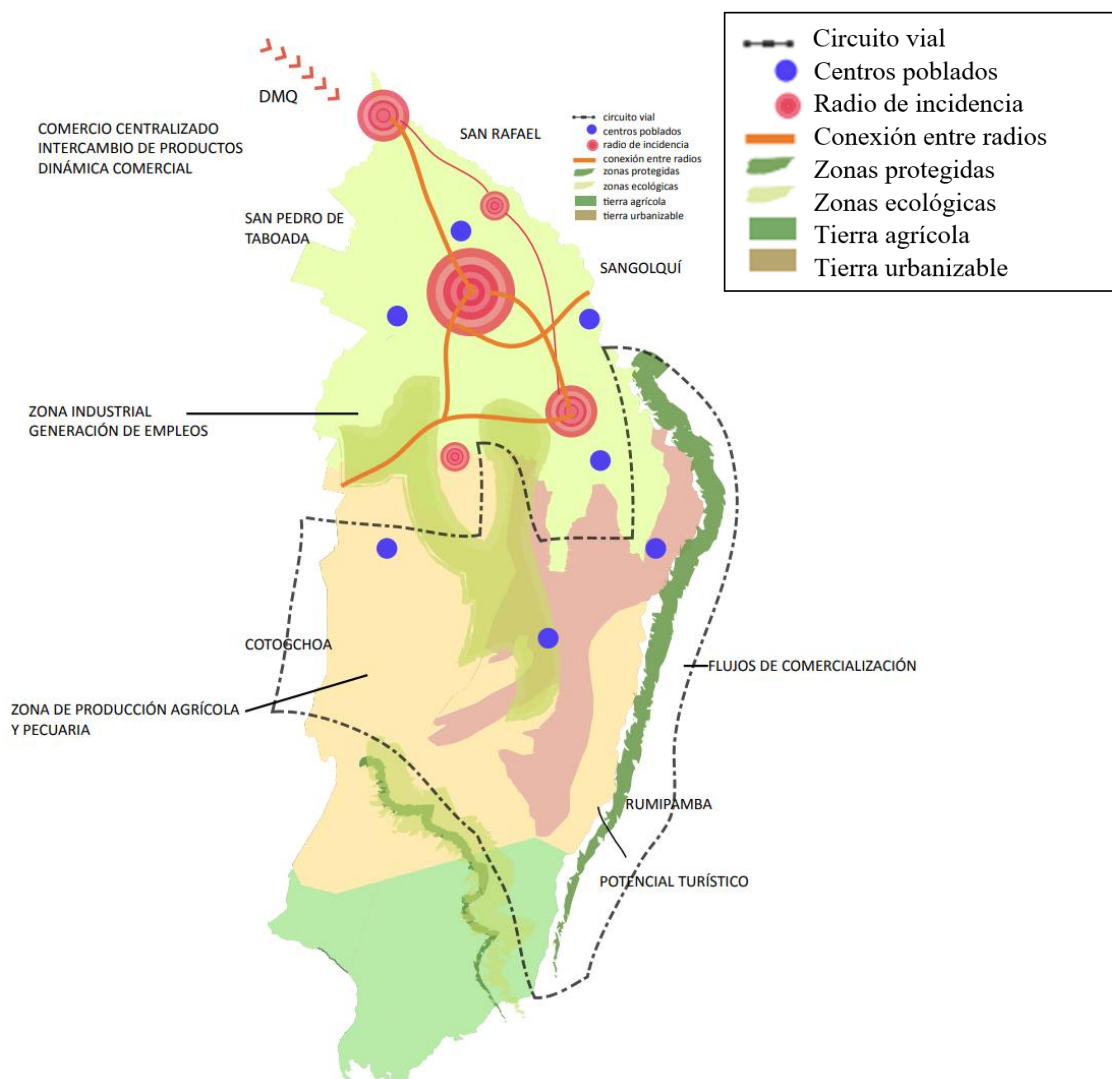 Circuito vial
Centros poblados
Radio de incidencia
Conexión entre radios
Zonas protegidas
Zonas ecológicas
Tierra agrícola
Tierra urbanizable
DMQ
COMERCIO CENTRALIZADO
INTERCAMBIO DE PRODUCTOS
DINÁMICA COMERCIAL
SAN RAFAEL
circuito vial
centros poblados
radio de incidencia
conexión entre radios
zonas protegidas
zonas ecológicas
tierra agrícola
tierra urbanizable
SAN PEDRO DE
TABOADA
SANGOLQUÍ
ZONA INDUSTRIAL
GENERACIÓN DE EMPLEOS
COTOGCHOA
FLUJOS DE COMERCIALIZACIÓN
ZONA DE PRODUCCIÓN AGRÍCOLA
Y PECUARIA
RUMIPAMBA
POTENCIAL TURÍSTICO